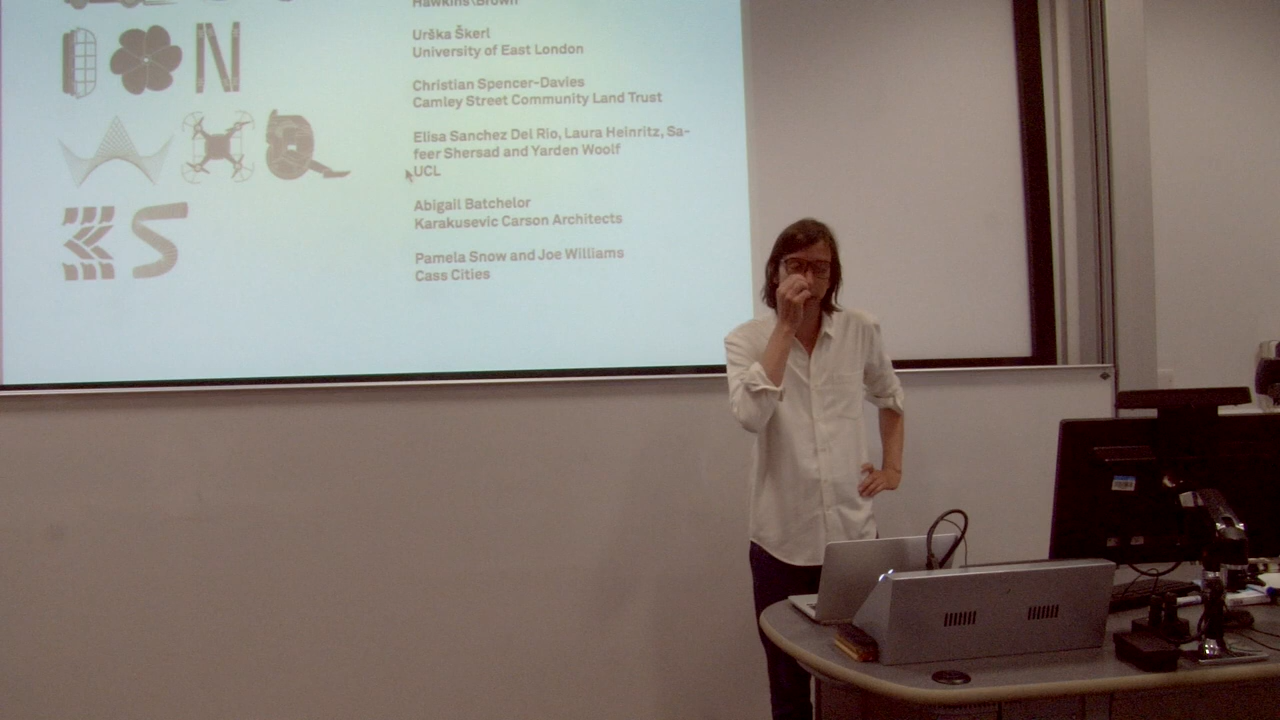 Hawkins\Brown
Urška Škerl
University of East London
Christian Spencer-Davies
Camley Street Community Land Trust
Elisa Sanchez Del Rio, Laura Heinritz, Sa-
feer Shersad and Yarden Woolf
UCL
Abigail Batchelor
Karakusevic Carson Architects
Pamela Snow and Joe Williams
Cass Cities